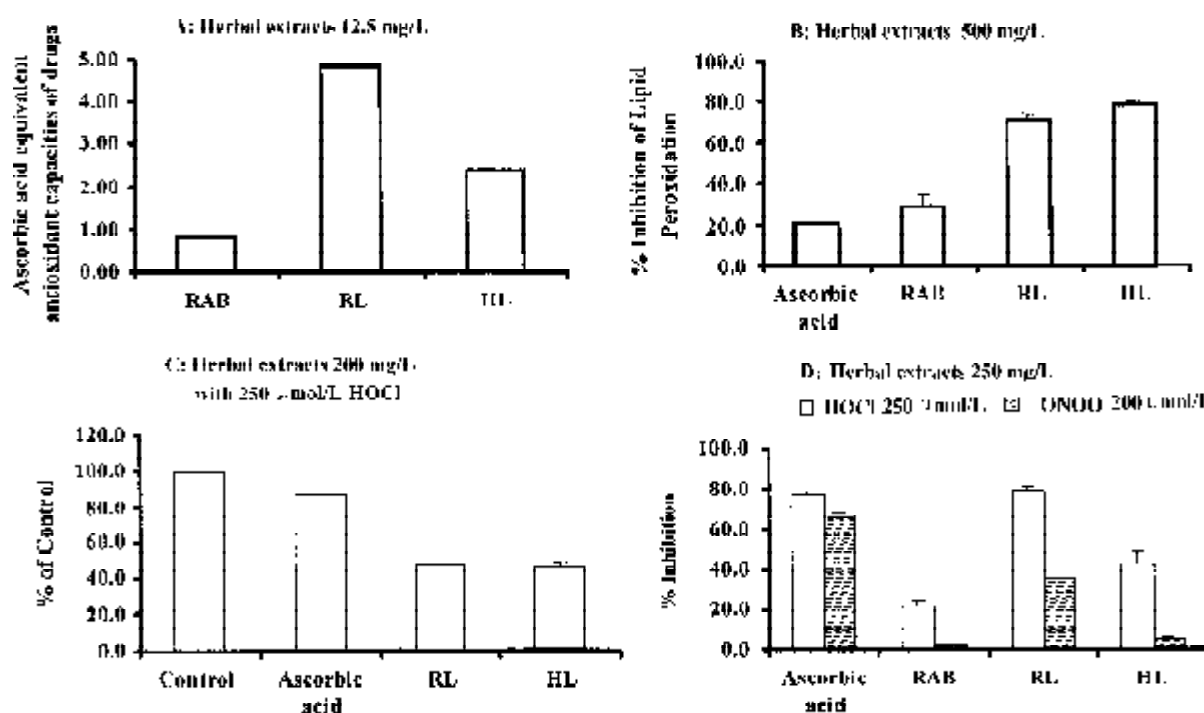 A: Herbal extracts 12.5 mg/L
Ascorbic acid equivalent
antioxidant capacities of drugs
5.00
4.00
3.00
2.00
1.00
0.00
RAB RL HL
B: Herbal extracts 500 mg/L
% Inhibition of Lipid
Peroxidation
100.0
80.0
60.0
40.0
20.0
0.0
Ascorbic RAB RL HL
acid
C: Herbal extracts 200 mg/L
with 250 mol/L HOCl
% of Control
120.0
100.0
80.0
60.0
40.0
20.0
0.0
Control Ascorbic RL HL
acid
D: Herbal extracts 250 mg/L
HOCl 250 mol/L ONOO 200
% Inhibition
100.0
80.0
60.0
40.0
20.0
0.0
Ascorbic RAB RL HL
acid